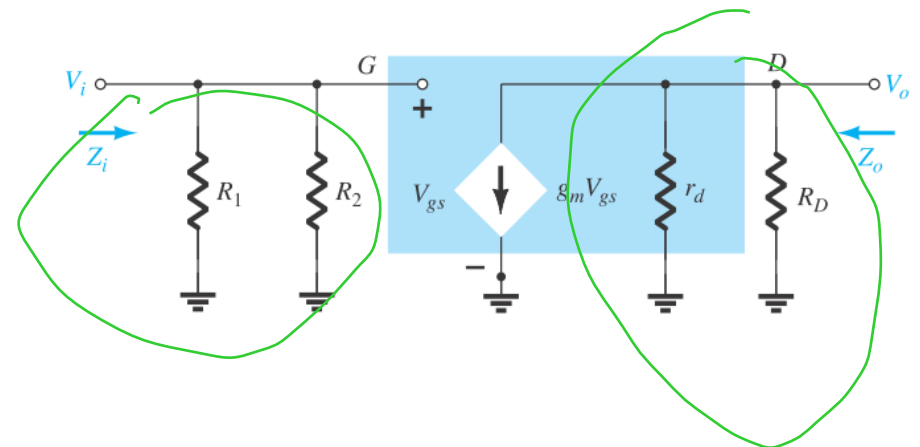 V_i
G
D
V_o
+
Z_i
Z_o
R_1
R_2
V_gs
g_mV_gs
r_d
R_D
−